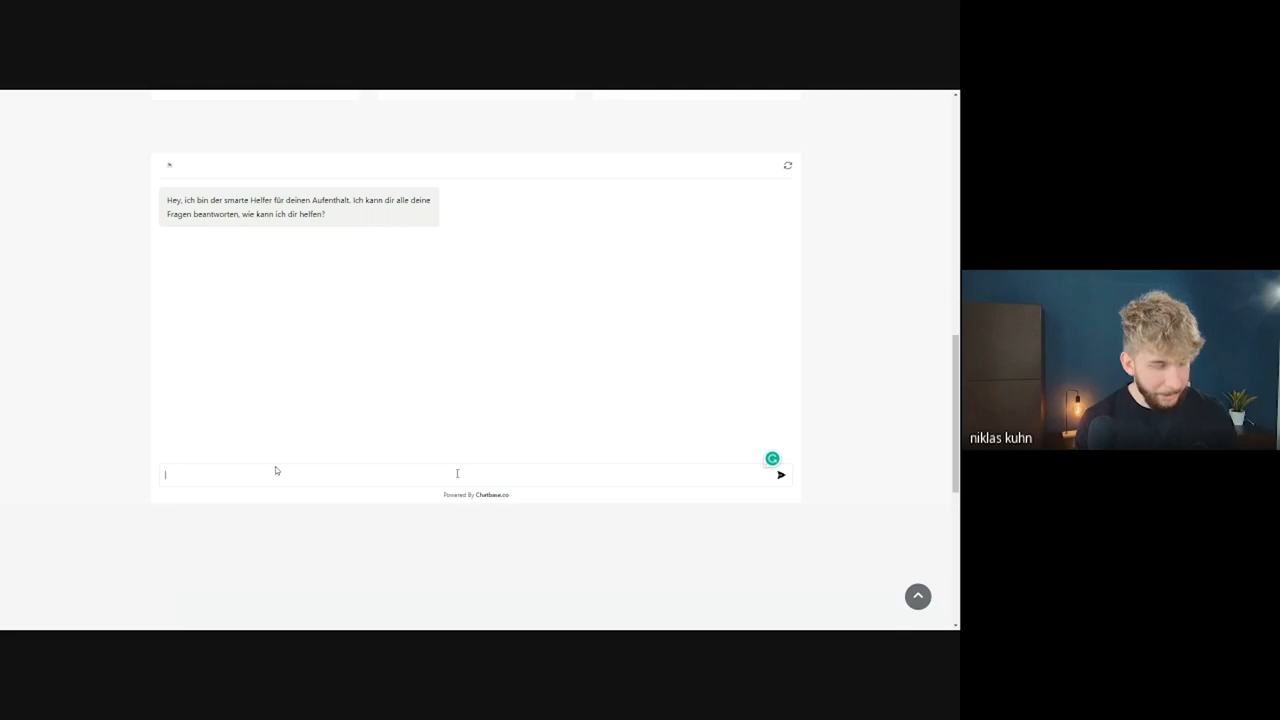 Hey, ich bin der smarte Helfer für deinen Aufenthalt. Ich kann dir alle deine
Fragen beantworten, wie kann ich dir helfen?
Powered By Chatbase.co
niklas kuhn